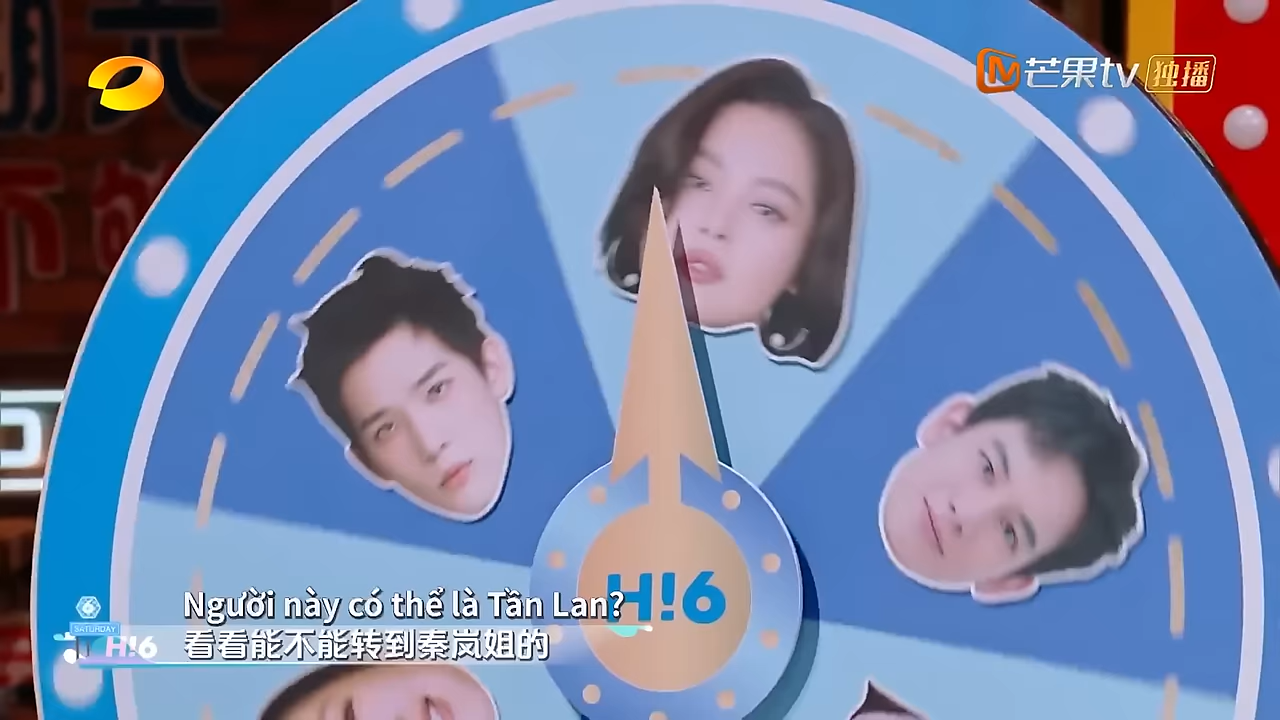 芒果tv 独播
H!6
Người này có thể là Tần Lan?
看看能不能转到秦岚姐的
SATURDAY
H!6